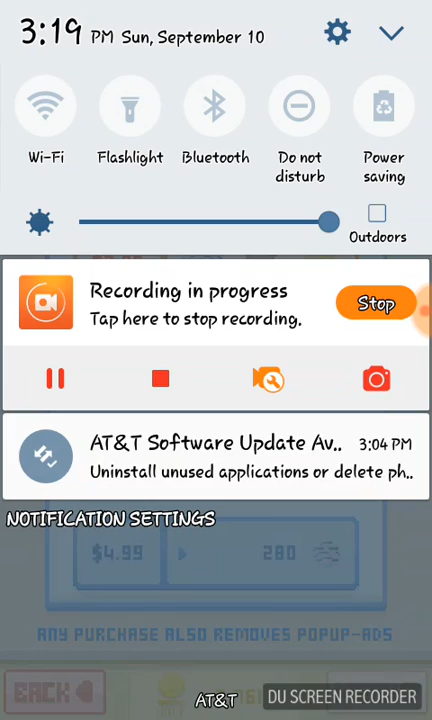 3:19 PM Sun, September 10
Wi-Fi Flashlight Bluetooth Do not disturb Power saving
Outdoors
Recording in progress
Stop
Tap here to stop recording.
AT&T Software Update Av.. 3:04 PM
Uninstall unused applications or delete ph..
NOTIFICATION SETTINGS
$4.99 280
ANY PURCHASE ALSO REMOVES POPUP-ADS
BACK
AT&T
DU SCREEN RECORDER